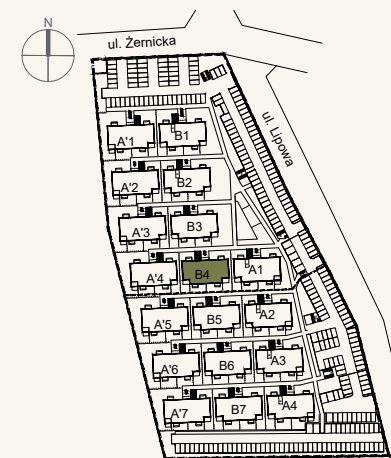 N
ul. Żernicka
ul. Lipowa
A'1 B1
A'2 B2
A'3 B3
A'4 B4 A1
A'5 B5 A2
A'6 B6 A3
A'7 B7 A4